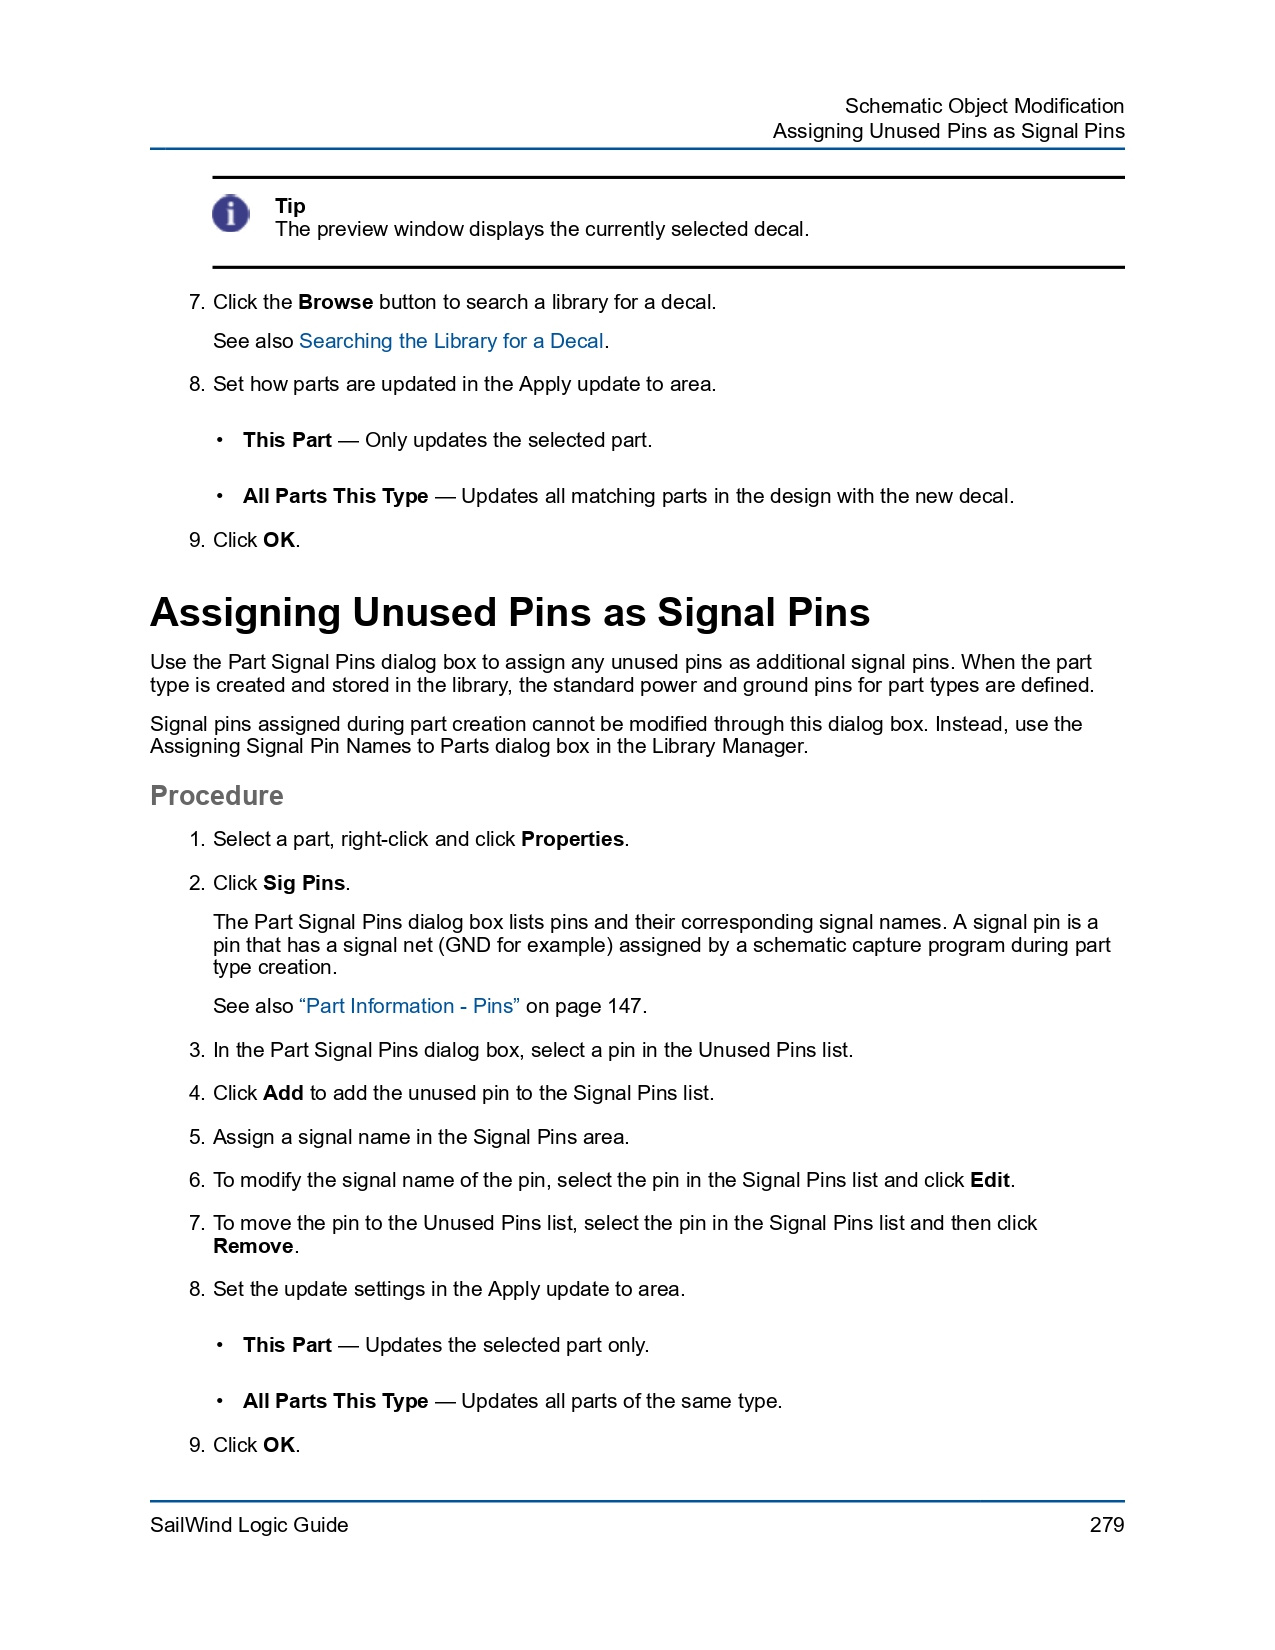 Schematic Object Modification
Assigning Unused Pins as Signal Pins
Tip
The preview window displays the currently selected decal.
7. Click the Browse button to search a library for a decal.
See also Searching the Library for a Decal.
8. Set how parts are updated in the Apply update to area.
• This Part — Only updates the selected part.
• All Parts This Type — Updates all matching parts in the design with the new decal.
9. Click OK.
Assigning Unused Pins as Signal Pins
Use the Part Signal Pins dialog box to assign any unused pins as additional signal pins. When the part
type is created and stored in the library, the standard power and ground pins for part types are defined.
Signal pins assigned during part creation cannot be modified through this dialog box. Instead, use the
Assigning Signal Pin Names to Parts dialog box in the Library Manager.
Procedure
1. Select a part, right-click and click Properties.
2. Click Sig Pins.
The Part Signal Pins dialog box lists pins and their corresponding signal names. A signal pin is a
pin that has a signal net (GND for example) assigned by a schematic capture program during part
type creation.
See also “Part Information - Pins” on page 147.
3. In the Part Signal Pins dialog box, select a pin in the Unused Pins list.
4. Click Add to add the unused pin to the Signal Pins list.
5. Assign a signal name in the Signal Pins area.
6. To modify the signal name of the pin, select the pin in the Signal Pins list and click Edit.
7. To move the pin to the Unused Pins list, select the pin in the Signal Pins list and then click
Remove.
8. Set the update settings in the Apply update to area.
• This Part — Updates the selected part only.
• All Parts This Type — Updates all parts of the same type.
9. Click OK.
SailWind Logic Guide 279